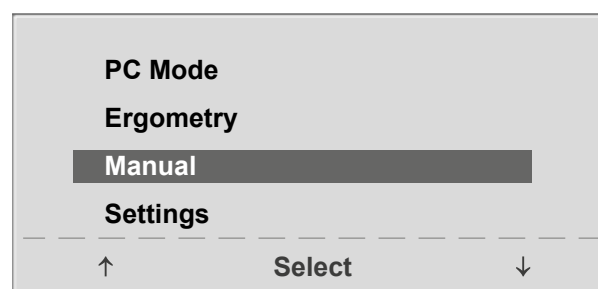 PC Mode
Ergometry
Manual
Settings
↑ Select ↓